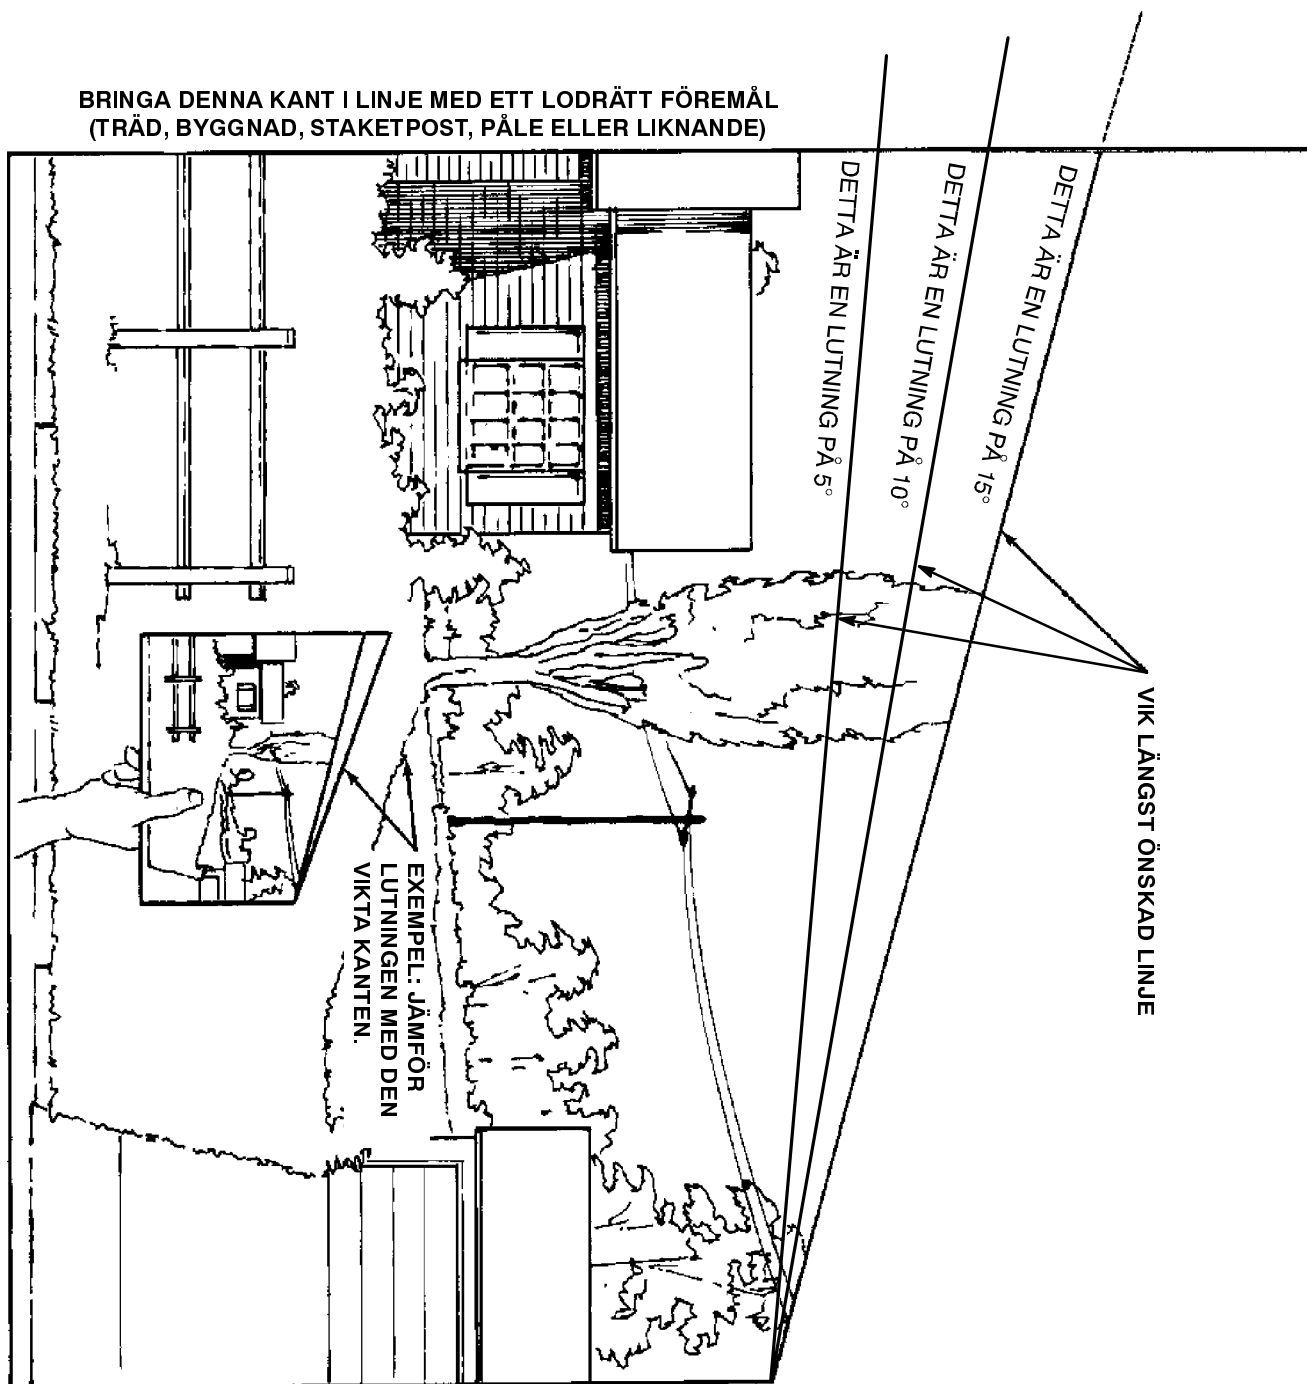 BRINGA DENNA KANT I LINJE MED ETT LODRÄTT FÖREMÅL
(TRÄD, BYGGNAD, STAKETPOST, PÅLE ELLER LIKNANDE)
DETTA ÄR EN LUTNING PÅ 15°
DETTA ÄR EN LUTNING PÅ 10°
DETTA ÄR EN LUTNING PÅ 5°
VIK LÄNGST ÖNSKAD LINJE
EXEMPEL: JÄMFÖR
LUTNINGEN MED DEN
VIKTA KANTEN.